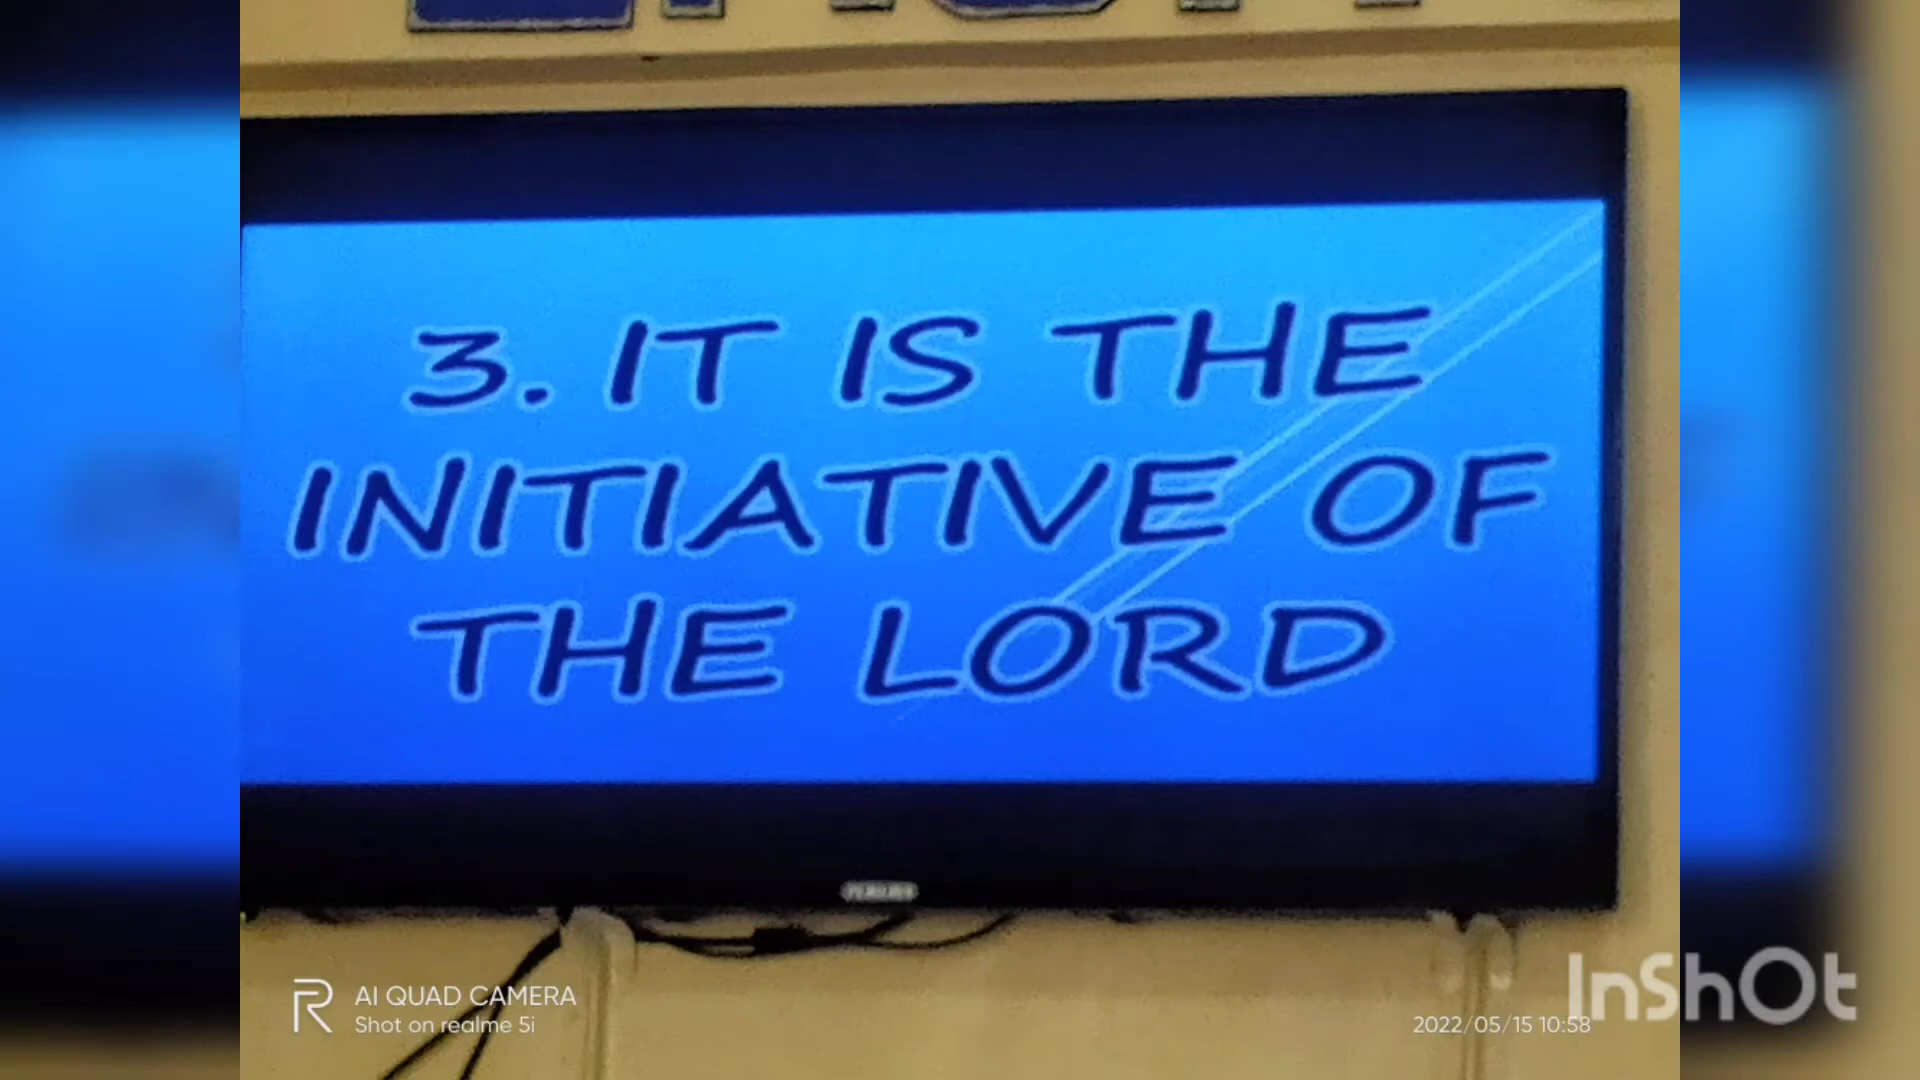 3. IT IS THE
INITIATIVE OF
THE LORD
AI QUAD CAMERA
Shot on realme 5i
2022/05/15 10:58
InShOt